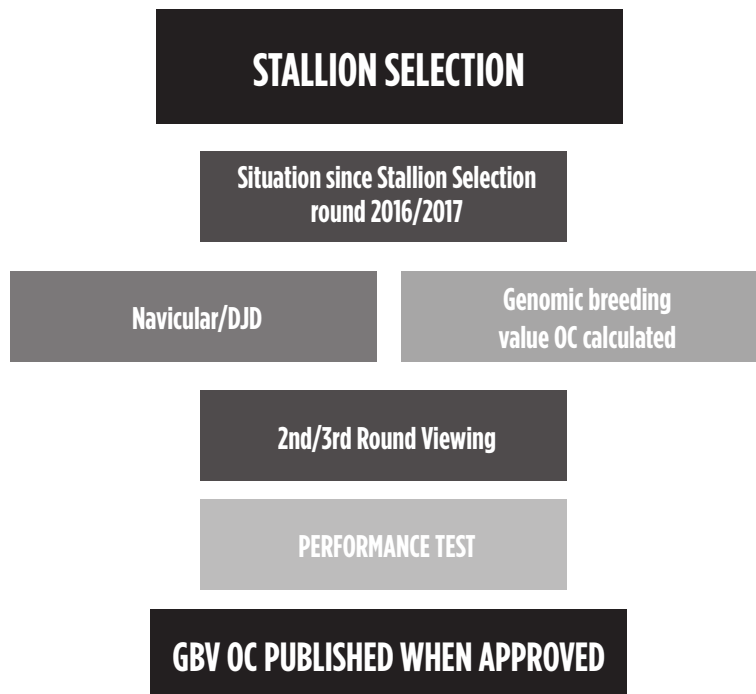 STALLION SELECTION
Situation since Stallion Selection
round 2016/2017
Navicular/DJD
Genomic breeding
value OC calculated
2nd/3rd Round Viewing
PERFORMANCE TEST
GBV OC PUBLISHED WHEN APPROVED